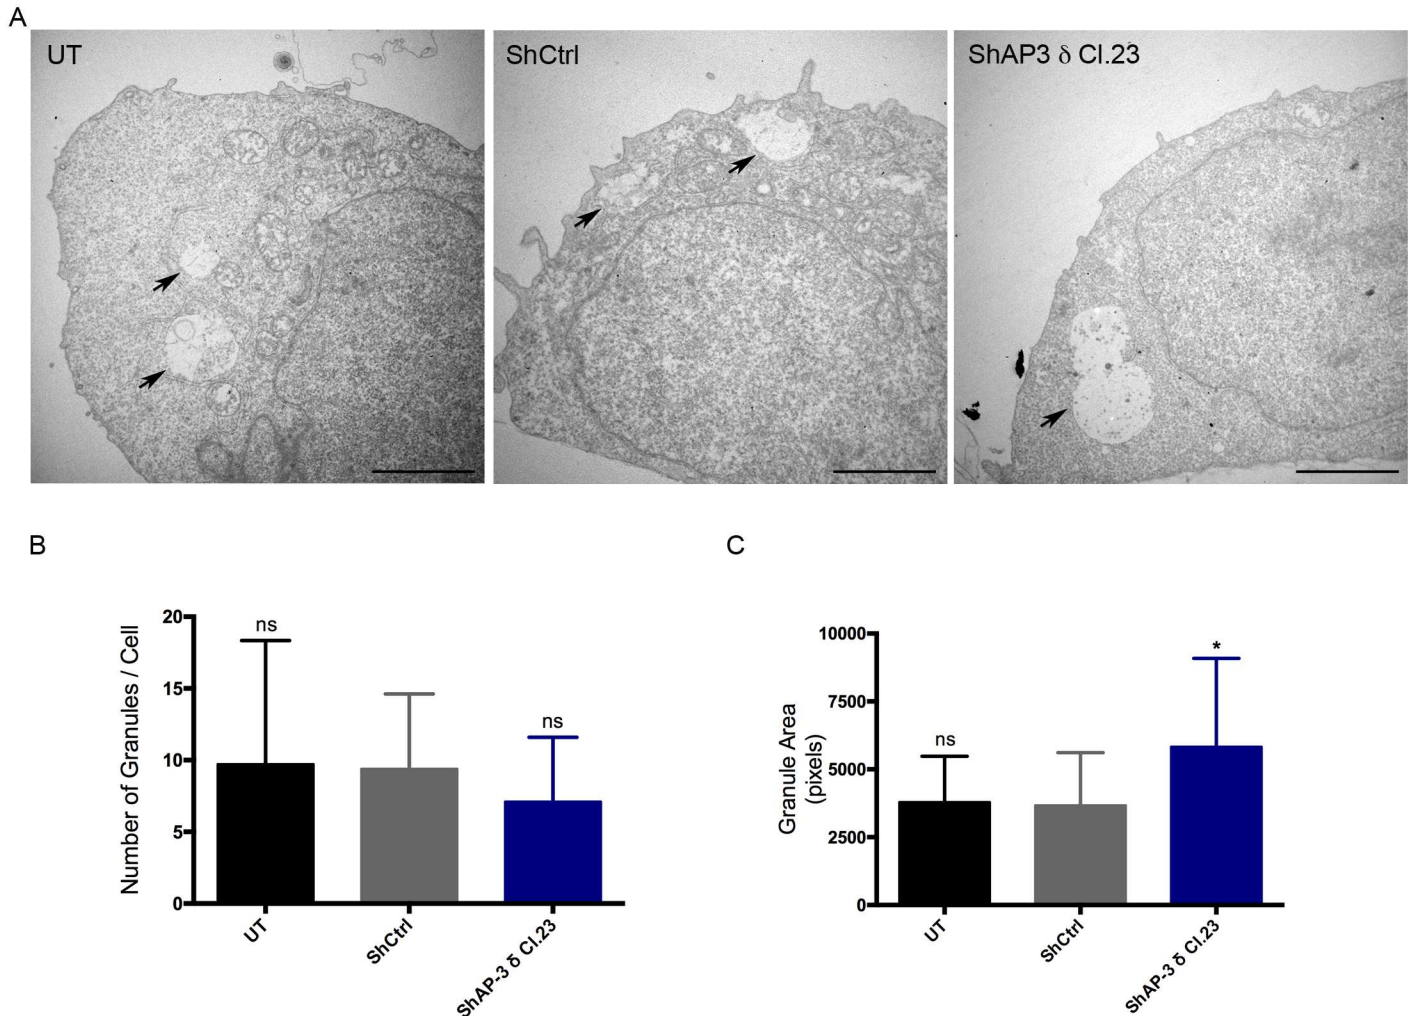 A
UT
ShCtrl
ShAP3 δ Cl.23
B
C
Number of Granules / Cell
20
15
10
5
0
ns
ns
UT
ShCtrl
ShAP-3 δ Cl.23
Granule Area
(pixels)
10000
7500
5000
2500
0
ns
*
UT
ShCtrl
ShAP-3 δ Cl.23